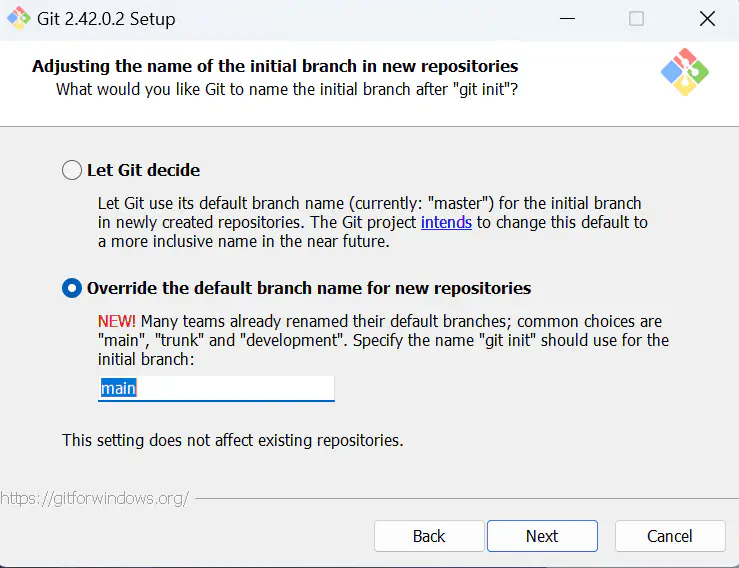 Git 2.42.0.2 Setup
Adjusting the name of the initial branch in new repositories
What would you like Git to name the initial branch after "git init"?
Let Git decide
Let Git use its default branch name (currently: "master") for the initial branch
in newly created repositories. The Git project intends to change this default to
a more inclusive name in the near future.
Override the default branch name for new repositories
NEW! Many teams already renamed their default branches; common choices are
"main", "trunk" and "development". Specify the name "git init" should use for the
initial branch:
main
This setting does not affect existing repositories.
https://gitforwindows.org/
Back
Next
Cancel